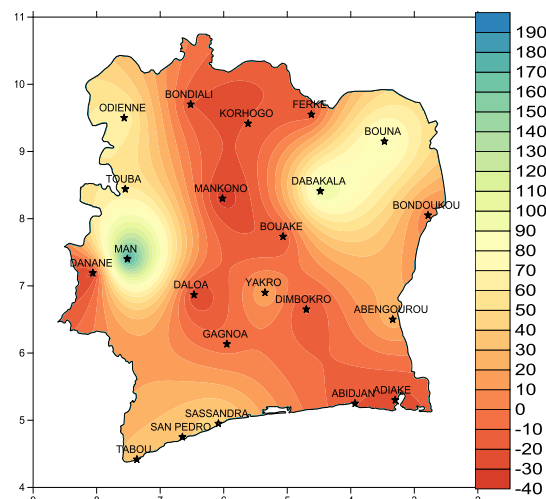 11
10
9
8
7
6
5
4
ODIENNE
BONDIALI
KORHOGO
FERKE
BOUNA
TOUBA
MANKONO
DABAKALA
BONDOUKOU
BOUAKE
MAN
DANANE
DALOA
YAKRO
DIMBOKRO
ABENGOUROU
GAGNOA
ABIDJAN
ADIAKE
SASSANDRA
SAN PEDRO
TABOU
190
180
170
160
150
140
130
120
110
100
90
80
70
60
50
40
30
20
10
0
-10
-20
-30
-40